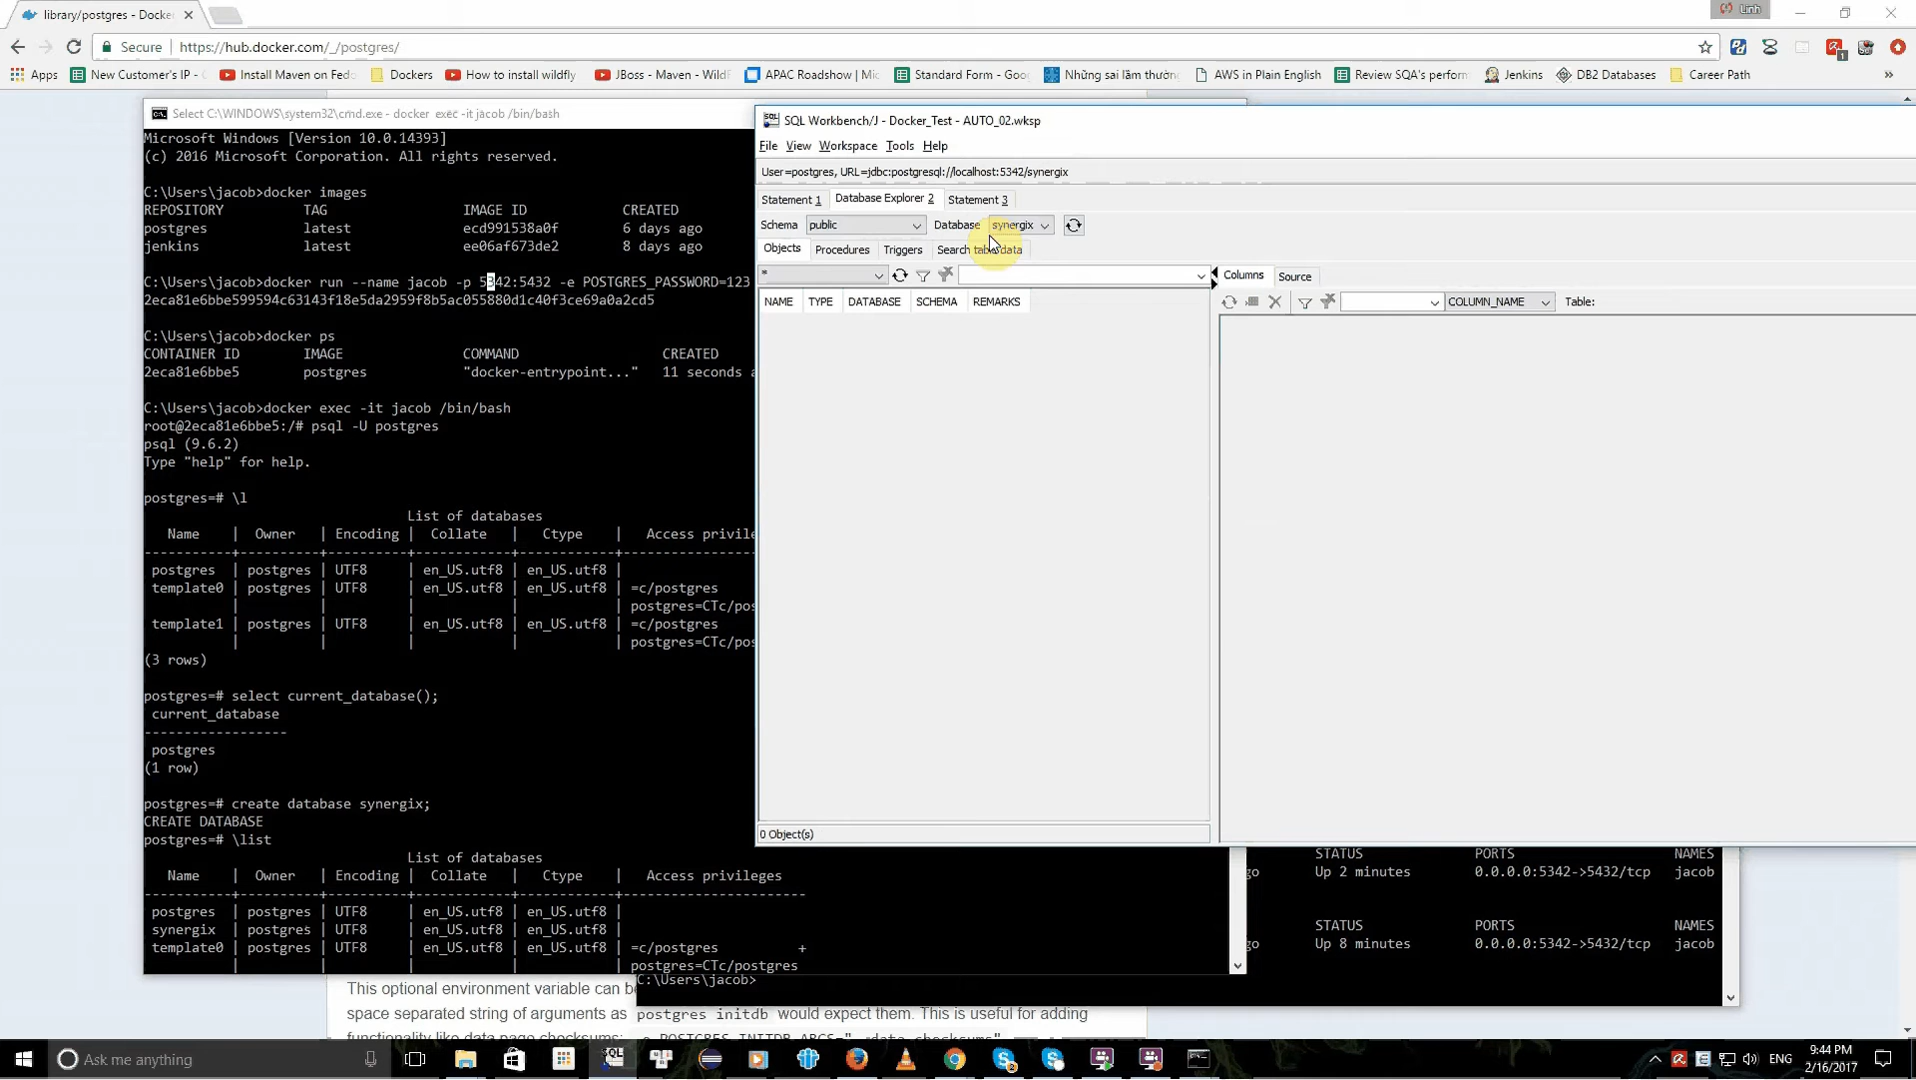 library/postgres - Docke
Linh
Secure
https://hub.docker.com/_/postgres/
Apps
New Customer's IP -
Install Maven on Fed
Dockers
How to install wildfly
JBoss - Maven - Wildf
APAC Roadshow | Mic
Standard Form - Goo
Những sai lầm thườn
AWS in Plain English
Review SQA's perform
Jenkins
DB2 Databases
Career Path
»
Select C:\WINDOWS\system32\cmd.exe - docker exec -it jacob /bin/bash
Microsoft Windows [Version 10.0.14393]
(c) 2016 Microsoft Corporation. All rights reserved.
C:\Users\jacob>docker images
REPOSITORY TAG IMAGE ID CREATED
postgres latest ecd991538a0f 6 days ago
jenkins latest ee06af673de2 8 days ago
C:\Users\jacob>docker run --name jacob -p 5342:5432 -e POSTGRES_PASSWORD=123
2eca81e6bbe599594c63143f18e5da2959f8b5ac055880d1c40f3ce69a0a2cd5
C:\Users\jacob>docker ps
CONTAINER ID IMAGE COMMAND CREATED
2eca81e6bbe5 postgres "docker-entrypoint..." 11 seconds a
C:\Users\jacob>docker exec -it jacob /bin/bash
root@2eca81e6bbe5:/# psql -U postgres
psql (9.6.2)
Type "help" for help.
postgres=# \l
List of databases
Name | Owner | Encoding | Collate | Ctype | Access privile
-----------+----------+----------+------------+------------+---------------
postgres | postgres | UTF8 | en_US.utf8 | en_US.utf8 |
template0 | postgres | UTF8 | en_US.utf8 | en_US.utf8 | =c/postgres
| | | | | postgres=CTc/pos
template1 | postgres | UTF8 | en_US.utf8 | en_US.utf8 | =c/postgres
| | | | | postgres=CTc/pos
(3 rows)
postgres=# select current_database();
current_database
------------------
postgres
(1 row)
postgres=# create database synergix;
CREATE DATABASE
postgres=# \list
List of databases
Name | Owner | Encoding | Collate | Ctype | Access privileges
-----------+----------+----------+------------+------------+-----------------------
postgres | postgres | UTF8 | en_US.utf8 | en_US.utf8 |
synergix | postgres | UTF8 | en_US.utf8 | en_US.utf8 |
template0 | postgres | UTF8 | en_US.utf8 | en_US.utf8 | =c/postgres +
| | | | | postgres=CTc/postgres
SQL Workbench/J - Docker_Test - AUTO_02.wksp
File View Workspace Tools Help
User=postgres, URL=jdbc:postgresql://localhost:5342/synergix
Statement 1 Database Explorer 2 Statement 3
Schema public Database synergix
Objects Procedures Triggers Search table data
*
NAME TYPE DATABASE SCHEMA REMARKS
0 Object(s)
Columns Source
COLUMN_NAME Table:
STATUS PORTS NAMES
go Up 2 minutes 0.0.0.0:5342->5432/tcp jacob
STATUS PORTS NAMES
go Up 8 minutes 0.0.0.0:5342->5432/tcp jacob
C:\Users\jacob>
This optional environment variable can be
space separated string of arguments as postgres initdb would expect them. This is useful for adding
functionality like data page checksums: -e POSTGRES_INITDB_ARGS="--data-checksums"
Ask me anything
ENG
9:44 PM
2/16/2017